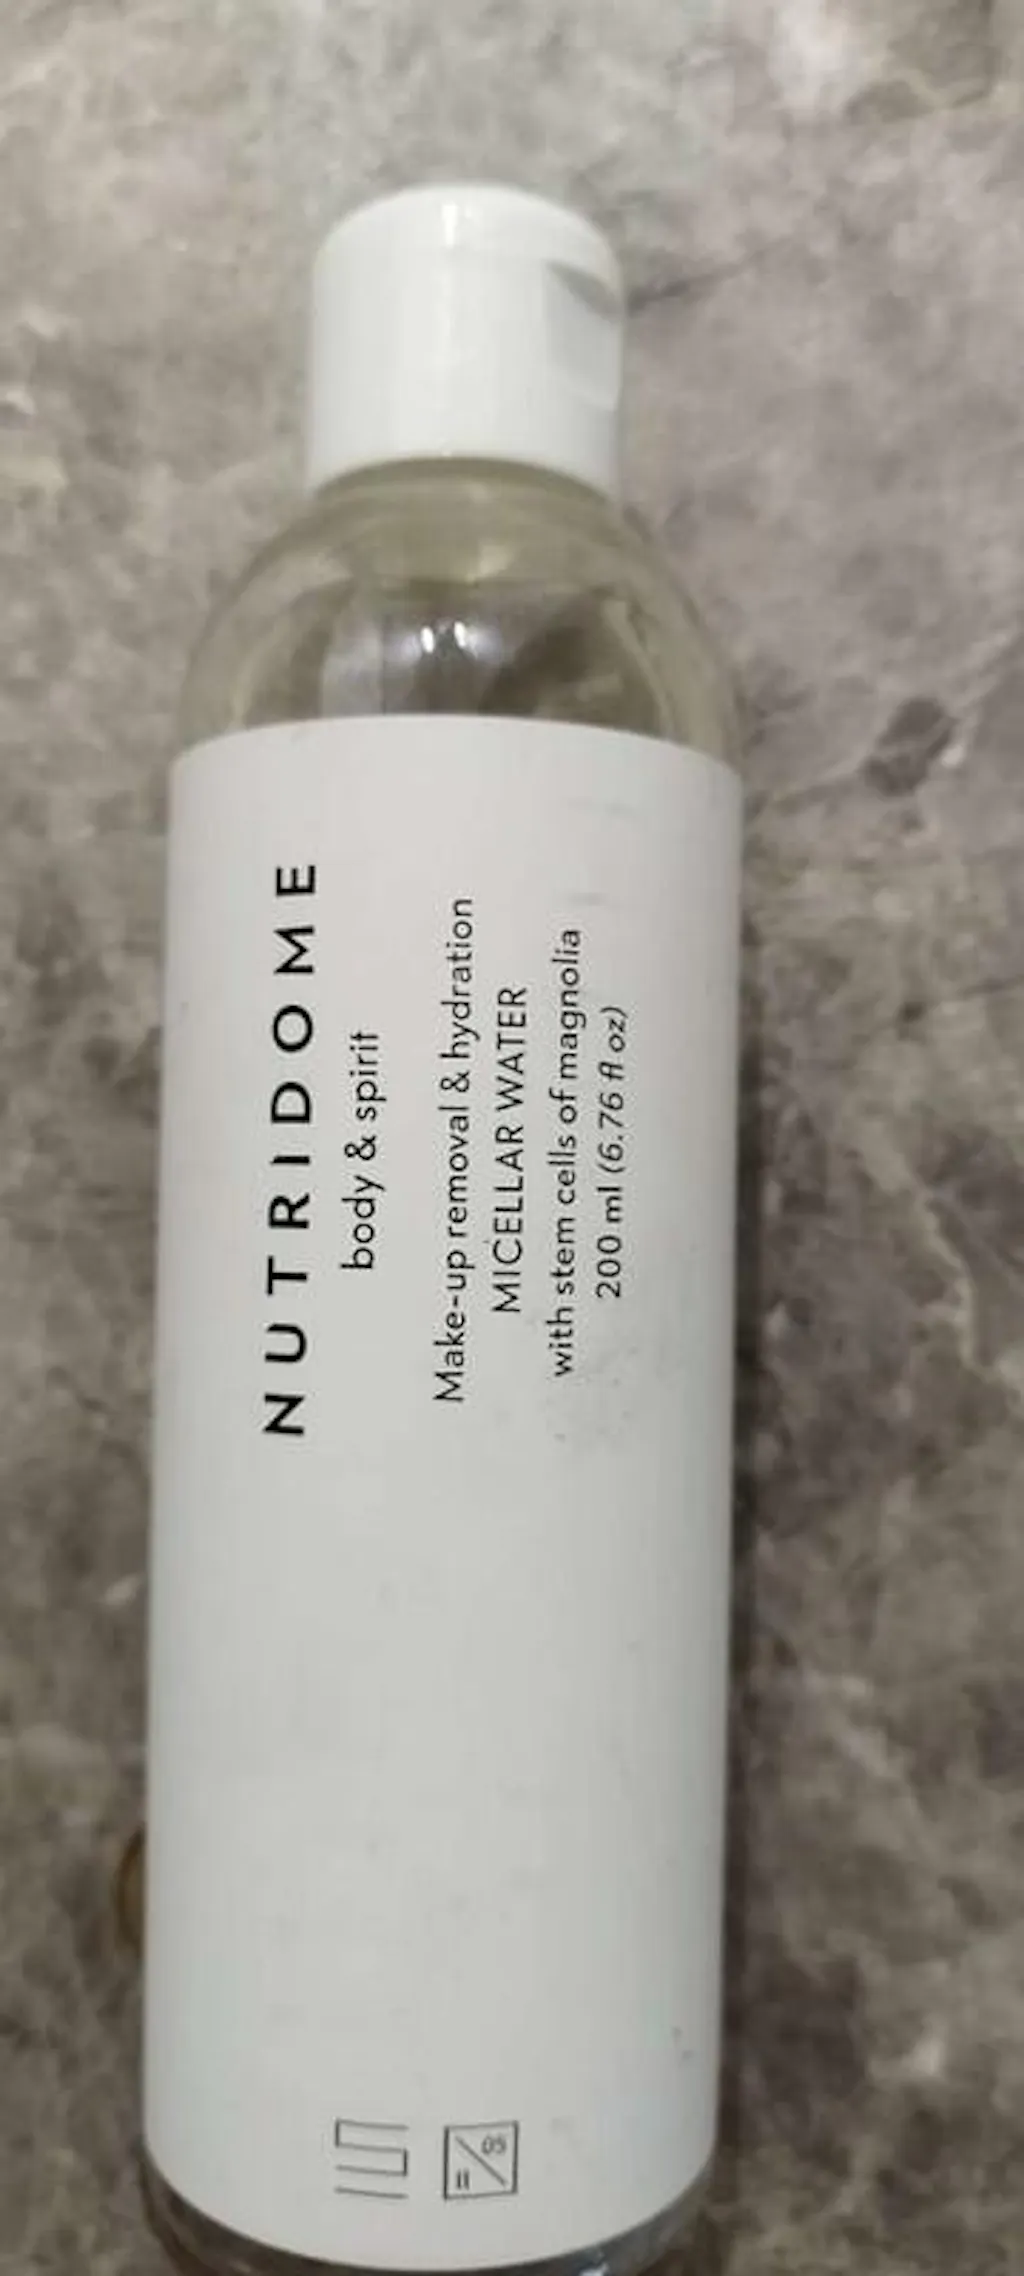 NUTRIDOME
body & spirit
Make-up removal & hydration
MICELLAR WATER
with stem cells of magnolia
200 ml (6.76 fl oz)